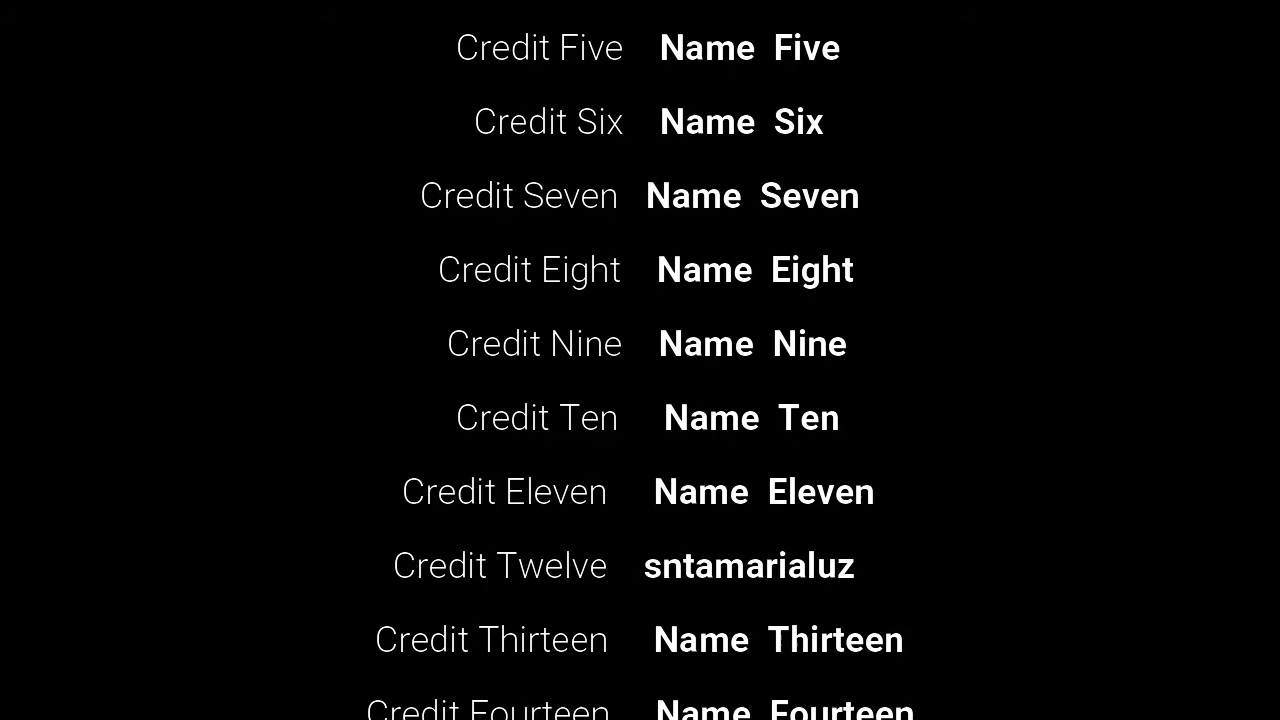 Credit Five Name Five
Credit Six Name Six
Credit Seven Name Seven
Credit Eight Name Eight
Credit Nine Name Nine
Credit Ten Name Ten
Credit Eleven Name Eleven
Credit Twelve sntamarialuz
Credit Thirteen Name Thirteen
Credit Fourteen Name Fourteen